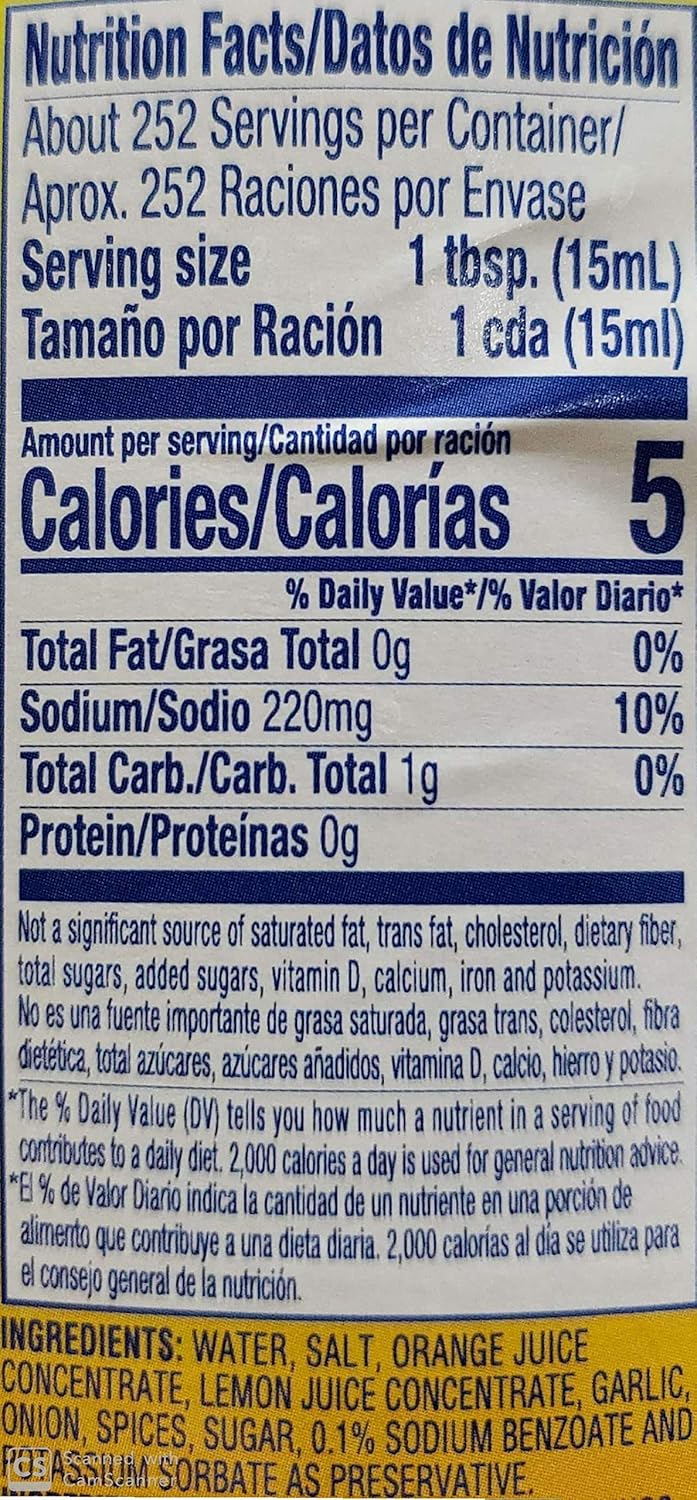 Nutrition Facts/Datos de Nutrición
About 252 Servings per Container/
Aprox. 252 Raciones por Envase
Serving size 1 tbsp. (15mL)
Tamaño por Ración 1 cda (15ml)
Amount per serving/Cantidad por ración
Calories/Calorías 5
% Daily Value*/% Valor Diario*
Total Fat/Grasa Total 0g 0%
Sodium/Sodio 220mg 10%
Total Carb./Carb. Total 1g 0%
Protein/Proteínas 0g
Not a significant source of saturated fat, trans fat, cholesterol, dietary fiber,
total sugars, added sugars, vitamin D, calcium, iron and potassium.
No es una fuente importante de grasa saturada, grasa trans, colesterol, fibra
dietética, total azúcares, azúcares añadidos, vitamina D, calcio, hierro y potasio.
*The % Daily Value (DV) tells you how much a nutrient in a serving of food
contributes to a daily diet. 2,000 calories a day is used for general nutrition advice.
*El % de Valor Diario indica la cantidad de un nutriente en una porción de
alimento que contribuye a una dieta diaria. 2,000 calorías al día se utiliza para
el consejo general de la nutrición.
INGREDIENTS: WATER, SALT, ORANGE JUICE
CONCENTRATE, LEMON JUICE CONCENTRATE, GARLIC,
ONION, SPICES, SUGAR, 0.1% SODIUM BENZOATE AND
SORBATE AS PRESERVATIVE.
CS Scanned with
CamScanner